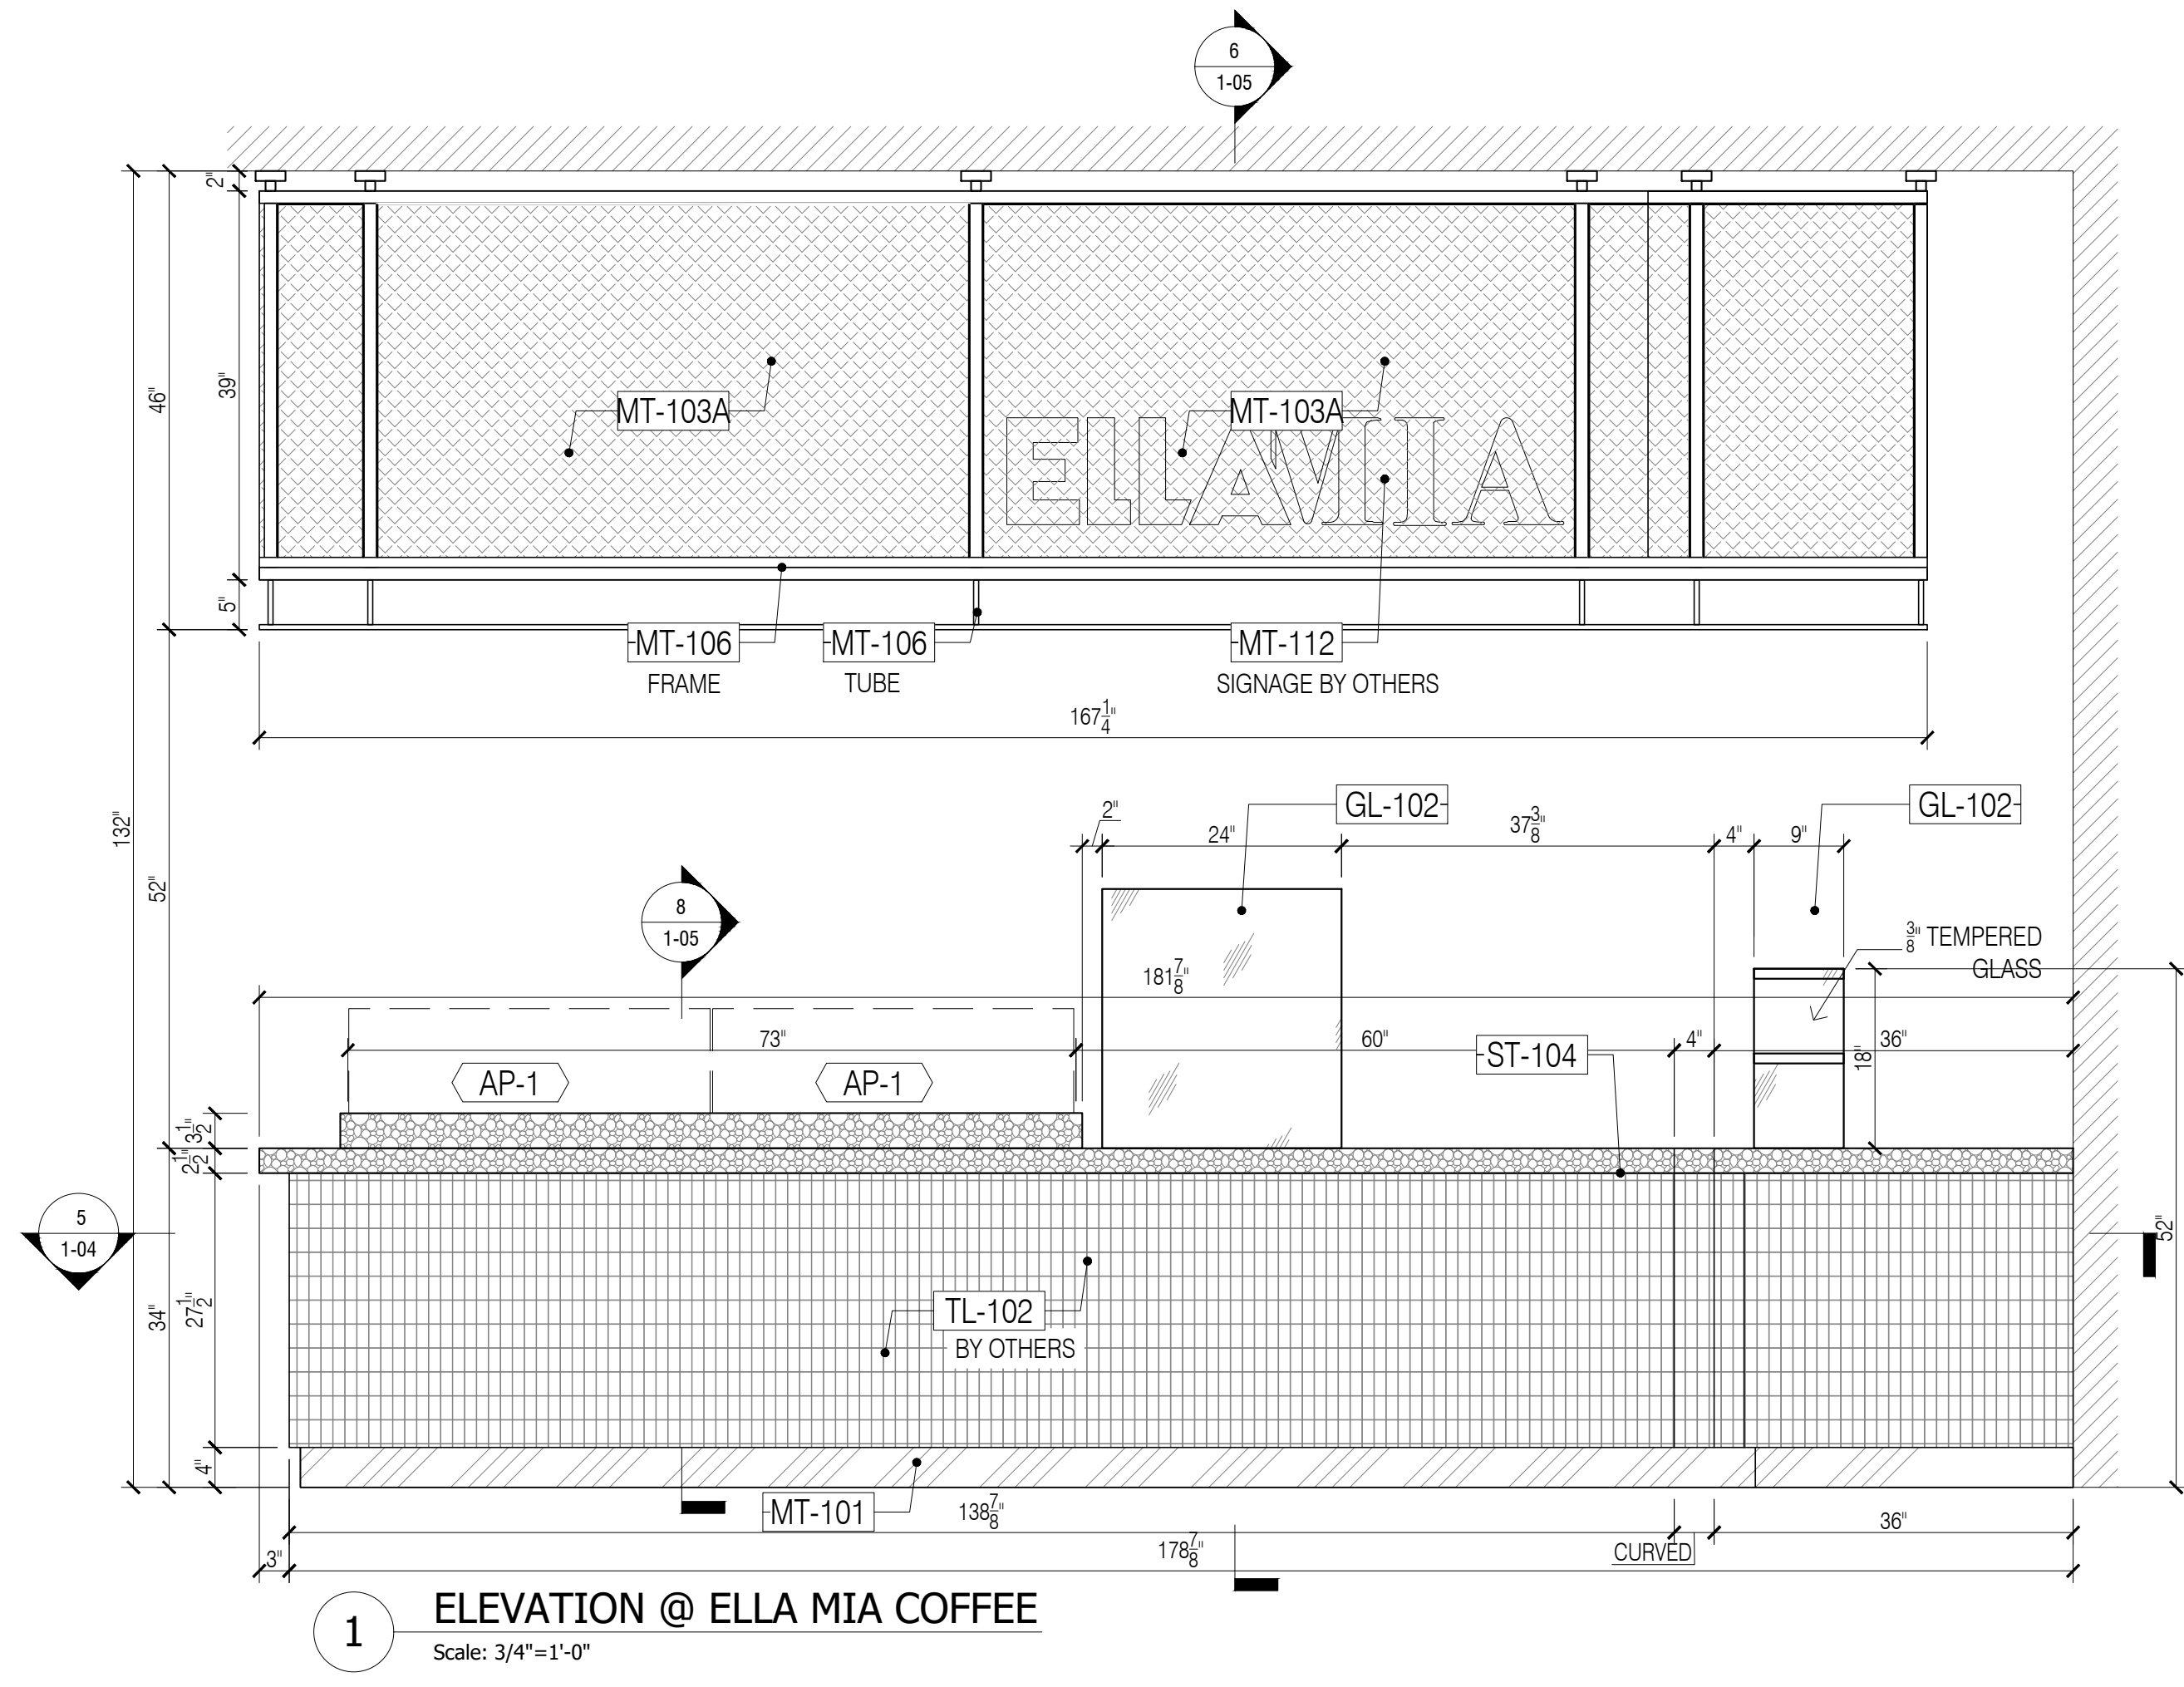 6
1-05
2"
46"
39"
MT-103A
MT-103A
ELLA MIA
5"
MT-106
MT-106
MT-112
FRAME
TUBE
SIGNAGE BY OTHERS
167 1/4"
132"
GL-102
GL-102
2"
24"
37 3/8"
4"
9"
52"
8
1-05
3/8" TEMPERED
GLASS
181 7/8"
73"
60"
4"
36"
ST-104
18"
AP-1
AP-1
3 1/2"
2 1/2"
5
1-04
52"
34"
27 1/2"
TL-102
BY OTHERS
4"
MT-101
138 7/8"
36"
CURVED
3"
178 7/8"
1
ELEVATION @ ELLA MIA COFFEE
Scale: 3/4"=1'-0"